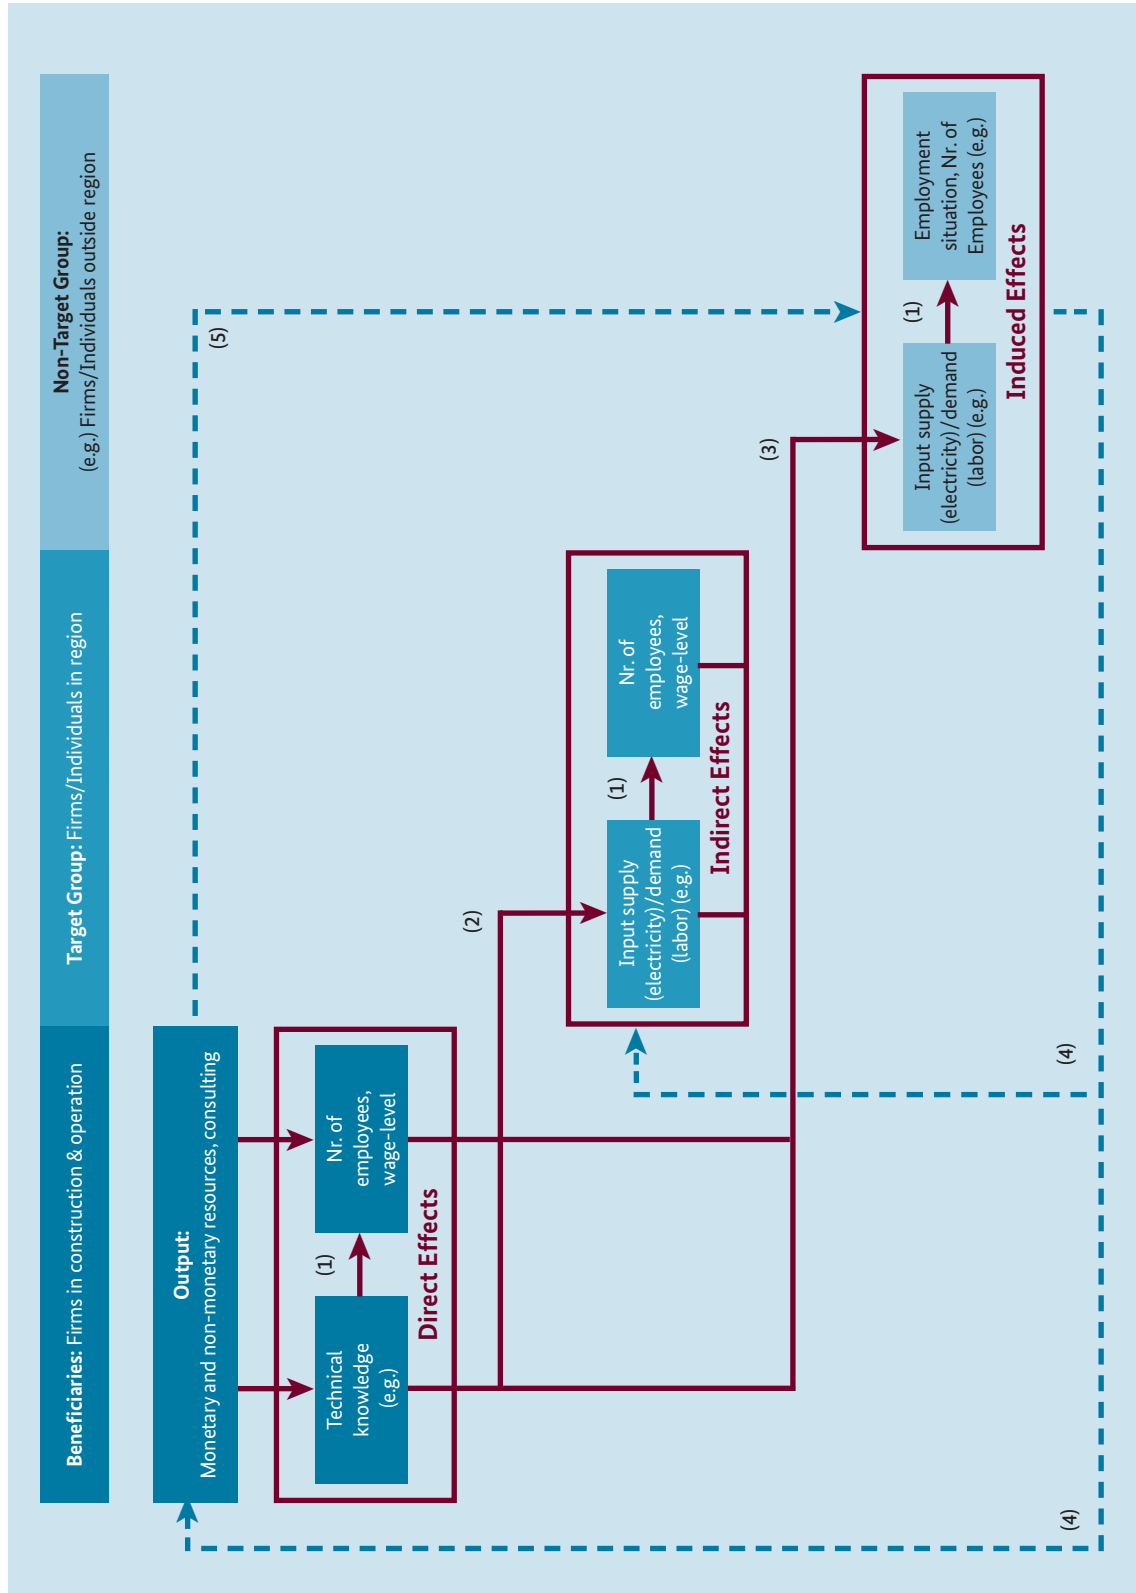 Beneficiaries: Firms in construction & operation
Target Group: Firms/Individuals in region
Non-Target Group:
(e.g.) Firms/Individuals outside region
Output:
Monetary and non-monetary resources, consulting
(5)
Technical
knowledge
(e.g.)
(1)
Nr. of
employees,
wage-level
Direct Effects
(2)
Input supply
(electricity)/demand
(labor) (e.g.)
(1)
Nr. of
employees,
wage-level
Indirect Effects
(3)
Input supply
(electricity)/demand
(labor) (e.g.)
(1)
Employment
situation, Nr. of
Employees (e.g.)
Induced Effects
(4)
(4)